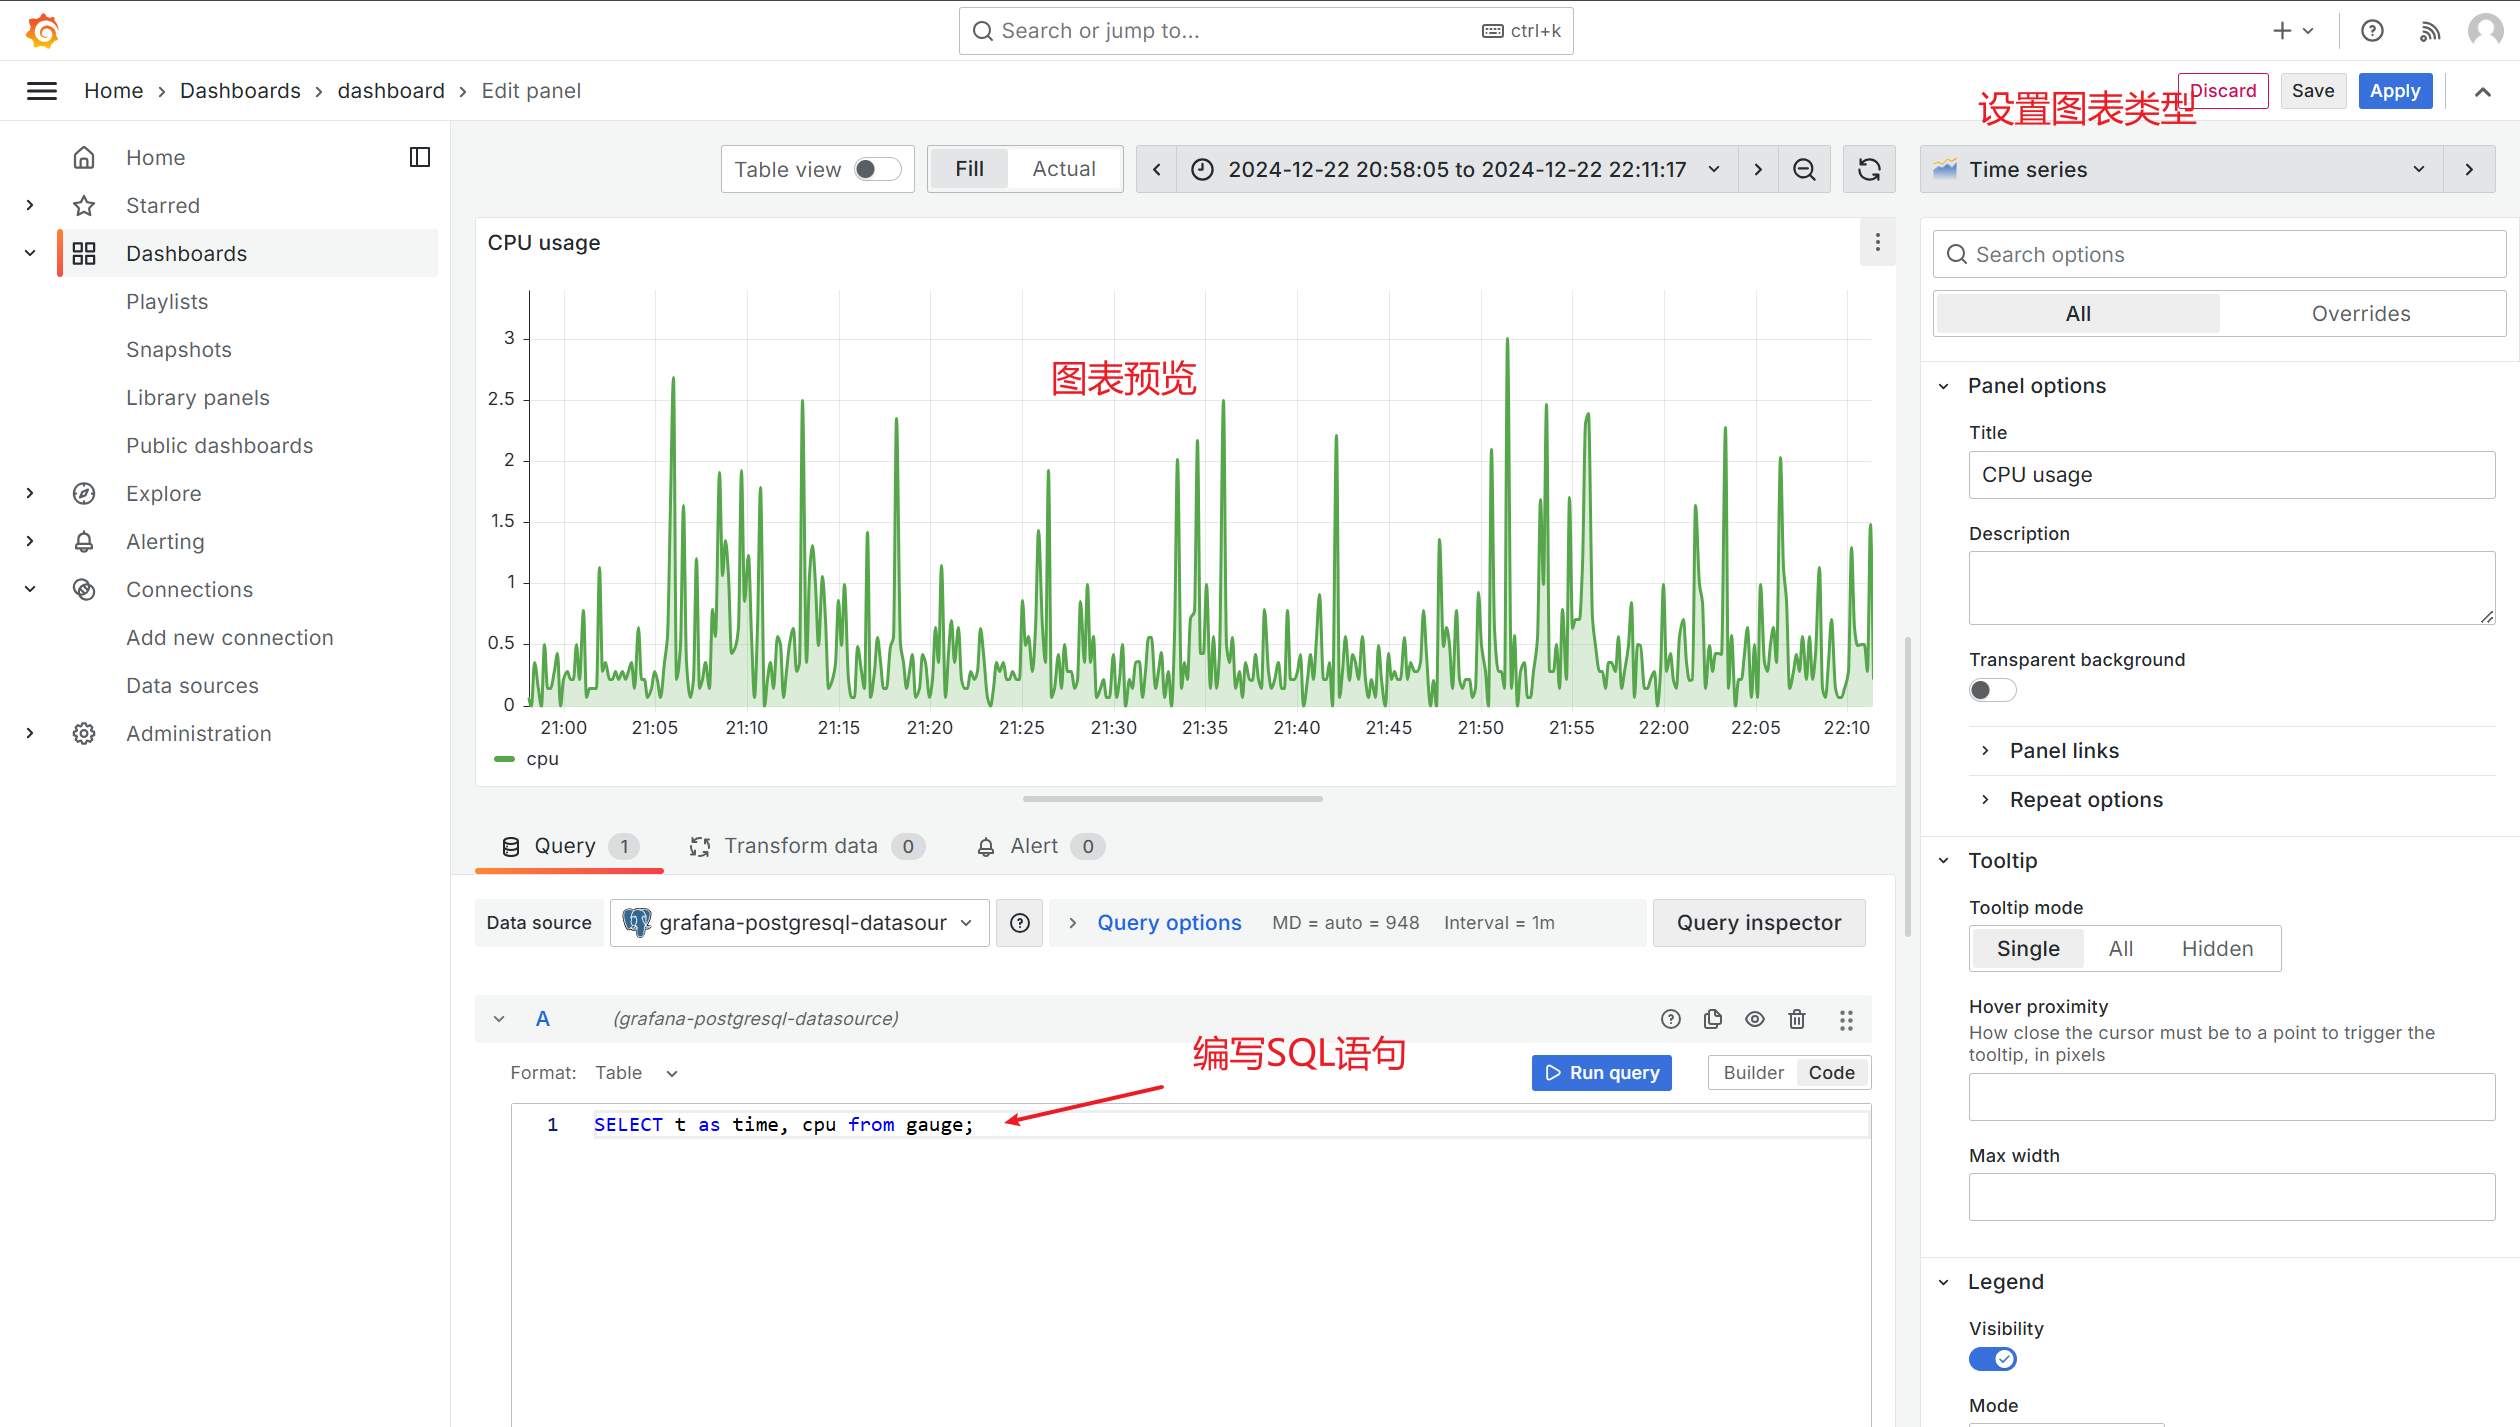 Search or jump to...
ctrl+k
Home
Dashboards
dashboard
Edit panel
设置图表类型
Discard
Save
Apply
Home
Starred
Dashboards
Playlists
Snapshots
Library panels
Public dashboards
Explore
Alerting
Connections
Add new connection
Data sources
Administration
Table view
Fill
Actual
2024-12-22 20:58:05 to 2024-12-22 22:11:17
Time series
CPU usage
图表预览
3
2.5
2
1.5
1
0.5
0
21:00
21:05
21:10
21:15
21:20
21:25
21:30
21:35
21:40
21:45
21:50
21:55
22:00
22:05
22:10
cpu
Query 1
Transform data 0
Alert 0
Data source
grafana-postgresql-datasour
Query options
MD = auto = 948
Interval = 1m
Query inspector
A
(grafana-postgresql-datasource)
编写SQL语句
Format: Table
Run query
Builder
Code
1
SELECT t as time, cpu from gauge;
Search options
All
Overrides
Panel options
Title
CPU usage
Description
Transparent background
Panel links
Repeat options
Tooltip
Tooltip mode
Single
All
Hidden
Hover proximity
How close the cursor must be to a point to trigger the
tooltip, in pixels
Max width
Legend
Visibility
Mode